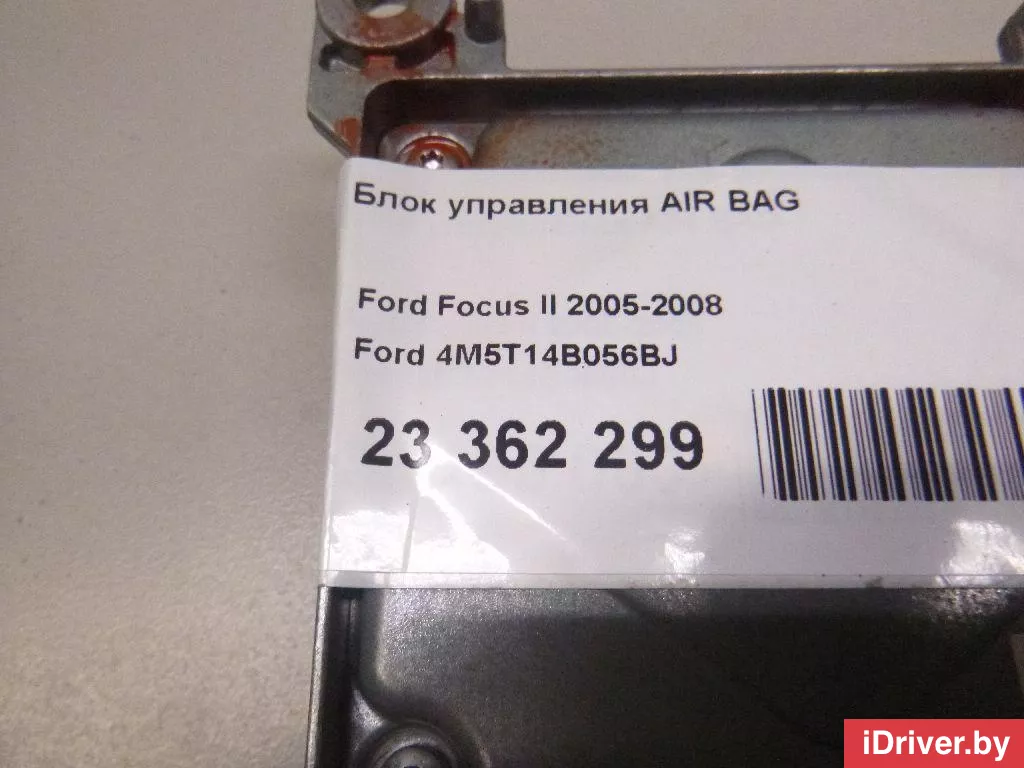 Блок управления AIR BAG
Ford Focus II 2005-2008
Ford 4M5T14B056BJ
23 362 299
iDriver.by